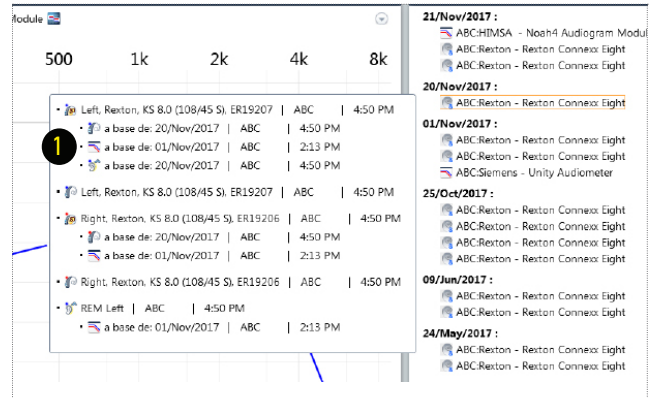 Module
500 1k 2k 4k 8k
Left, Rexton, KS 8.0 (108/45 S), ER19207 | ABC | 4:50 PM
a base de: 20/Nov/2017 | ABC | 4:50 PM
1
a base de: 01/Nov/2017 | ABC | 2:13 PM
a base de: 20/Nov/2017 | ABC | 4:50 PM
Left, Rexton, KS 8.0 (108/45 S), ER19207 | ABC | 4:50 PM
Right, Rexton, KS 8.0 (108/45 S), ER19206 | ABC | 4:50 PM
a base de: 20/Nov/2017 | ABC | 4:50 PM
a base de: 01/Nov/2017 | ABC | 2:13 PM
Right, Rexton, KS 8.0 (108/45 S), ER19206 | ABC | 4:50 PM
REM Left | ABC | 4:50 PM
a base de: 01/Nov/2017 | ABC | 2:13 PM
21/Nov/2017 :
ABC:HIMSA - Noah4 Audiogram Modul
ABC:Rexton - Rexton Connexx Eight
ABC:Rexton - Rexton Connexx Eight
20/Nov/2017 :
ABC:Rexton - Rexton Connexx Eight
01/Nov/2017 :
ABC:Rexton - Rexton Connexx Eight
ABC:Rexton - Rexton Connexx Eight
ABC:Siemens - Unity Audiometer
25/Oct/2017 :
ABC:Rexton - Rexton Connexx Eight
ABC:Rexton - Rexton Connexx Eight
ABC:Rexton - Rexton Connexx Eight
ABC:Rexton - Rexton Connexx Eight
09/Jun/2017 :
ABC:Rexton - Rexton Connexx Eight
ABC:Rexton - Rexton Connexx Eight
24/May/2017 :
ABC:Rexton - Rexton Connexx Eight
ABC:Rexton - Rexton Connexx Eight